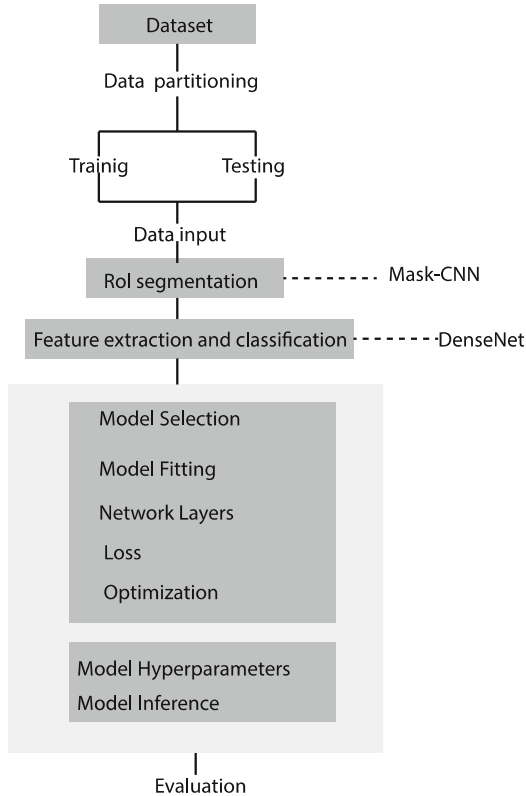 Dataset
Data partitioning
Trainig
Testing
Data input
RoI segmentation
Mask-CNN
Feature extraction and classification
DenseNet
Model Selection
Model Fitting
Network Layers
Loss
Optimization
Model Hyperparameters
Model Inference
Evaluation